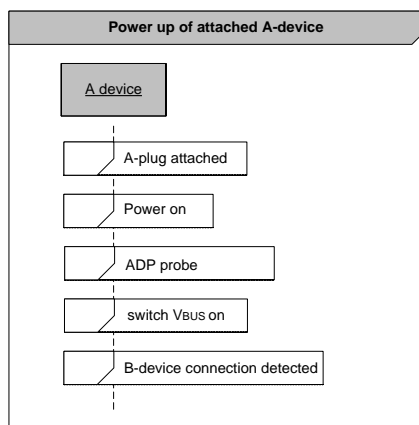 Power up of attached A-device
A device
A-plug attached
Power on
ADP probe
switch VBUS on
B-device connection detected